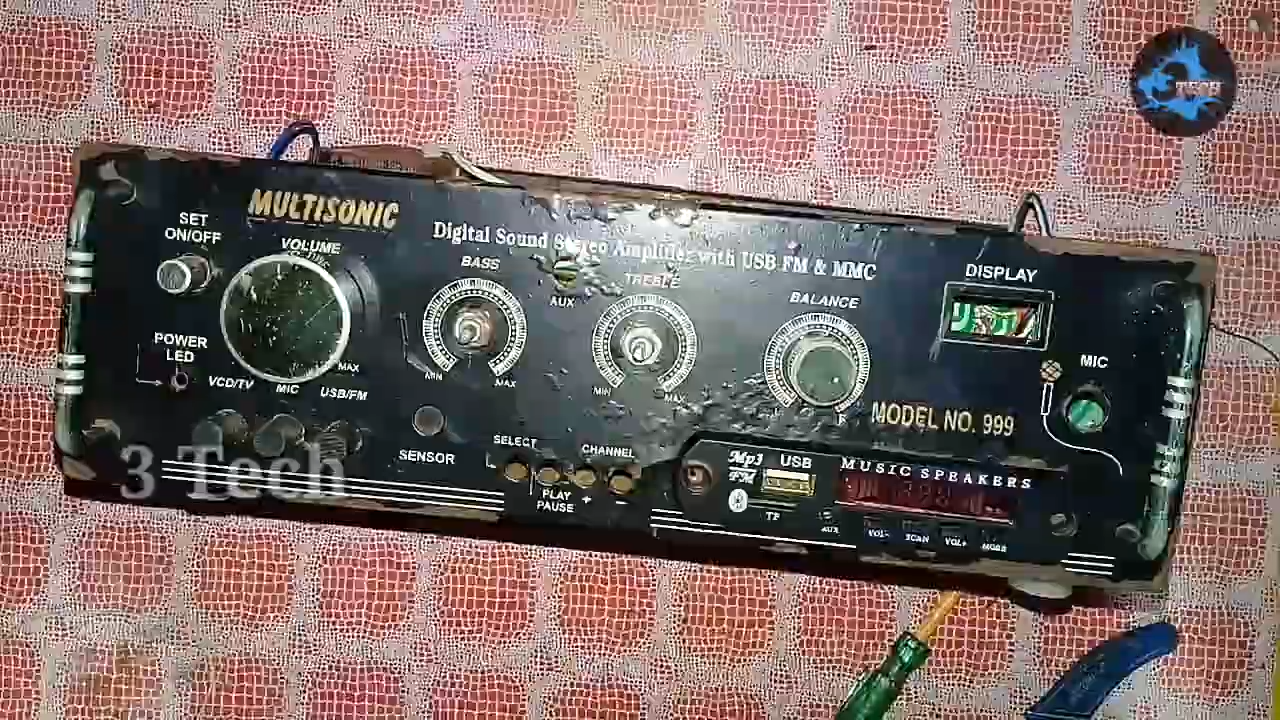 SET
ON/OFF
MULTISONIC
VOLUME
Digital Sound Stereo Amplifier with USB FM & MMC
BASS
AUX
TREBLE
BALANCE
DISPLAY
POWER
LED
VCD/TV
MIC
USB/FM
MAX
MIN
MAX
MIN
MAX
MIC
MODEL NO. 999
SENSOR
SELECT
PLAY
PAUSE
CHANNEL
+
Mp3
FM
USB
TF
AUX
MUSIC SPEAKERS
VOL-
SCAN
VOL+
MODE
3 Tech